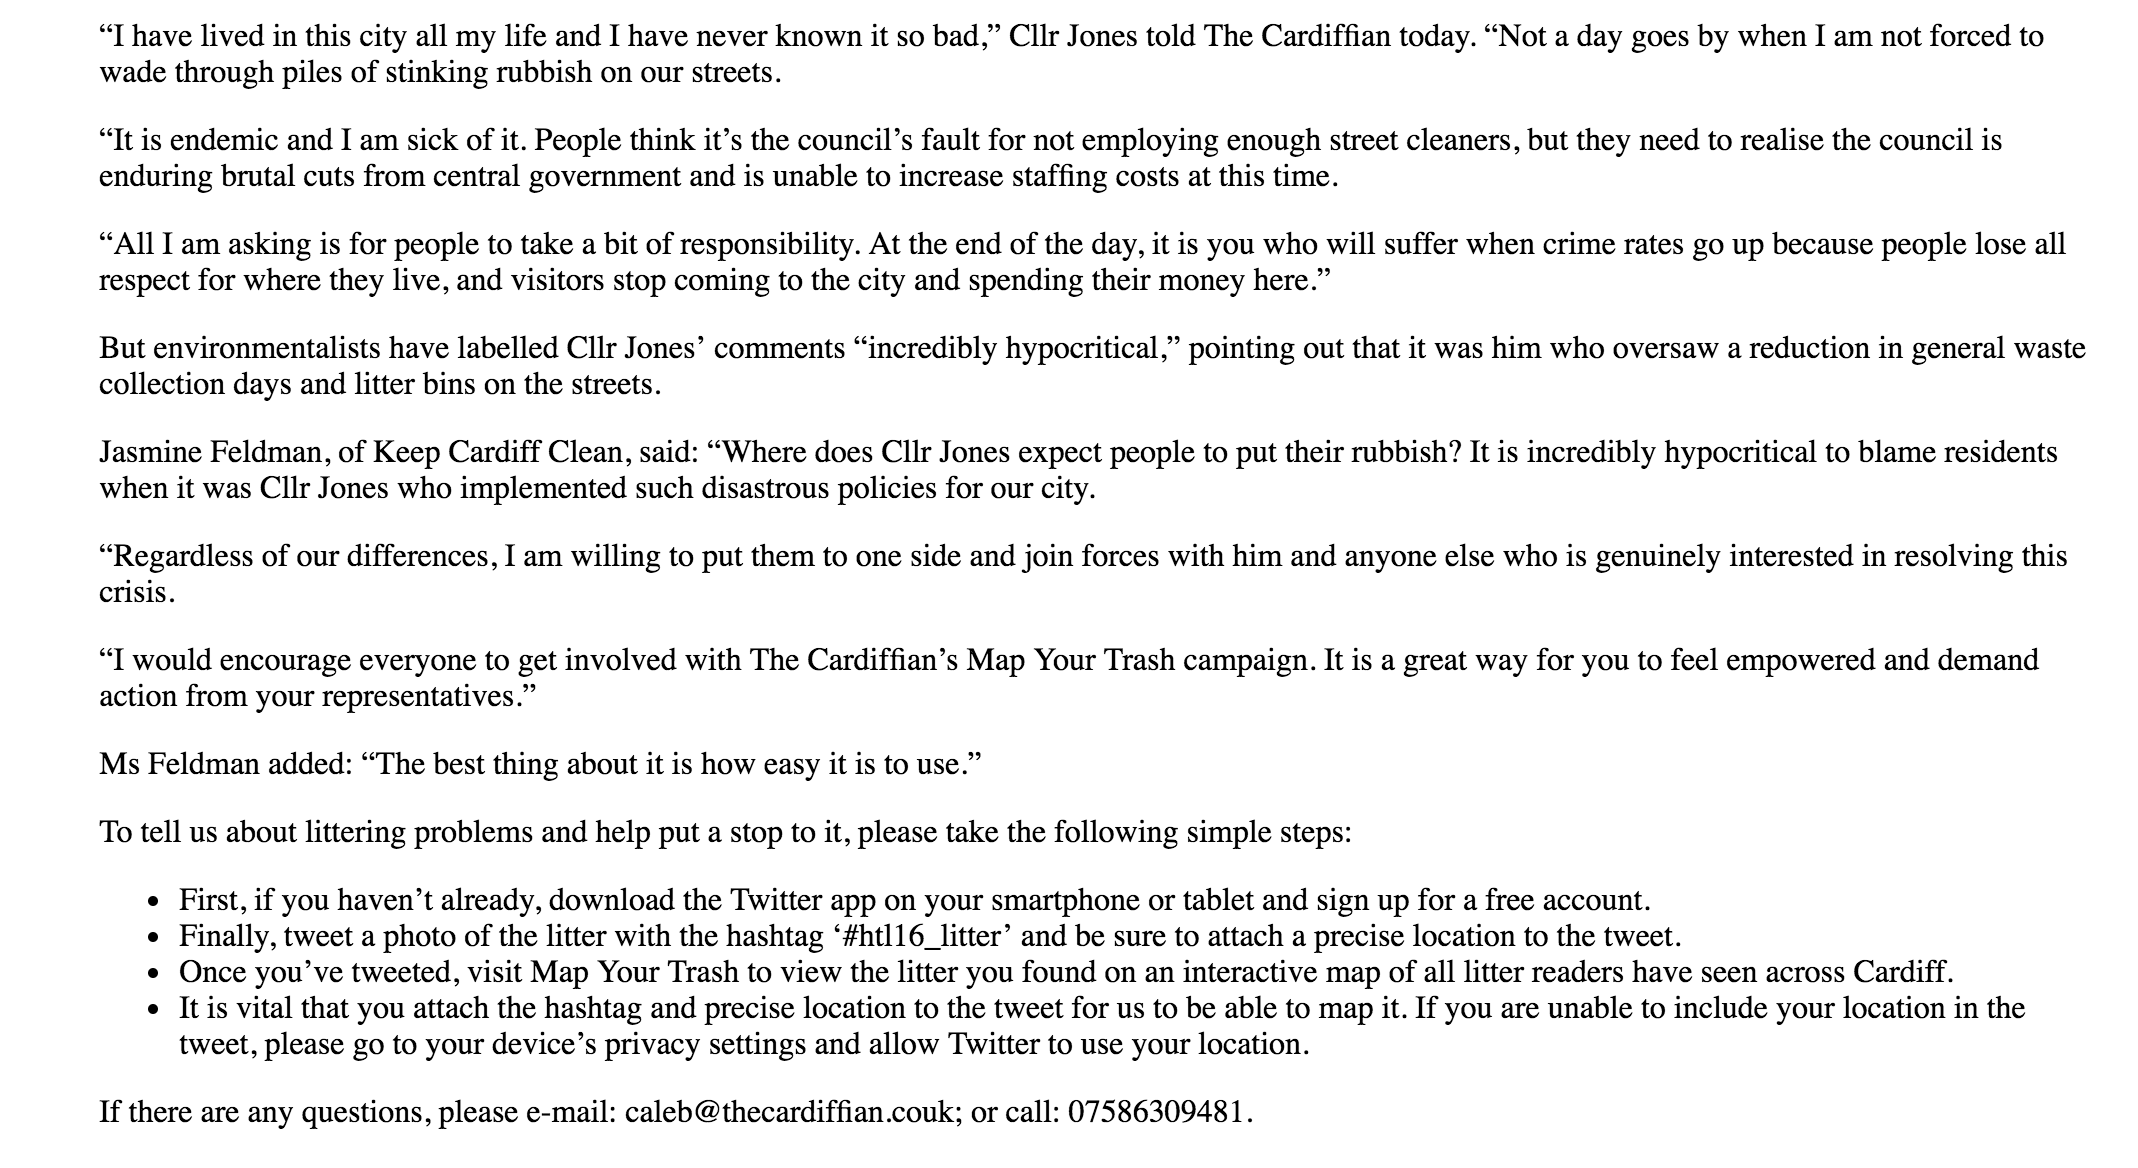 “I have lived in this city all my life and I have never known it so bad,” Cllr Jones told The Cardiffian today. “Not a day goes by when I am not forced to
wade through piles of stinking rubbish on our streets.
“It is endemic and I am sick of it. People think it’s the council’s fault for not employing enough street cleaners, but they need to realise the council is
enduring brutal cuts from central government and is unable to increase staffing costs at this time.
“All I am asking is for people to take a bit of responsibility. At the end of the day, it is you who will suffer when crime rates go up because people lose all
respect for where they live, and visitors stop coming to the city and spending their money here.”
But environmentalists have labelled Cllr Jones’ comments “incredibly hypocritical,” pointing out that it was him who oversaw a reduction in general waste
collection days and litter bins on the streets.
Jasmine Feldman, of Keep Cardiff Clean, said: “Where does Cllr Jones expect people to put their rubbish? It is incredibly hypocritical to blame residents
when it was Cllr Jones who implemented such disastrous policies for our city.
“Regardless of our differences, I am willing to put them to one side and join forces with him and anyone else who is genuinely interested in resolving this
crisis.
“I would encourage everyone to get involved with The Cardiffian’s Map Your Trash campaign. It is a great way for you to feel empowered and demand
action from your representatives.”
Ms Feldman added: “The best thing about it is how easy it is to use.”
To tell us about littering problems and help put a stop to it, please take the following simple steps:
• First, if you haven’t already, download the Twitter app on your smartphone or tablet and sign up for a free account.
• Finally, tweet a photo of the litter with the hashtag ‘#htl16_litter’ and be sure to attach a precise location to the tweet.
• Once you’ve tweeted, visit Map Your Trash to view the litter you found on an interactive map of all litter readers have seen across Cardiff.
• It is vital that you attach the hashtag and precise location to the tweet for us to be able to map it. If you are unable to include your location in the
tweet, please go to your device’s privacy settings and allow Twitter to use your location.
If there are any questions, please e-mail: caleb@thecardiffian.couk; or call: 07586309481.